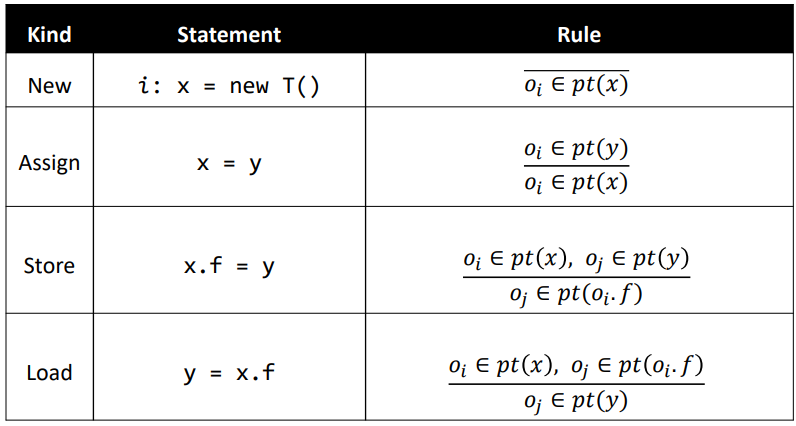 Kind Statement Rule
New i: x = new T() $\overline{o_i \in pt(x)}$
Assign x = y $\frac{o_i \in pt(y)}{o_i \in pt(x)}$
Store x.f = y $\frac{o_i \in pt(x),\ o_j \in pt(y)}{o_j \in pt(o_i.f)}$
Load y = x.f $\frac{o_i \in pt(x),\ o_j \in pt(o_i.f)}{o_j \in pt(y)}$